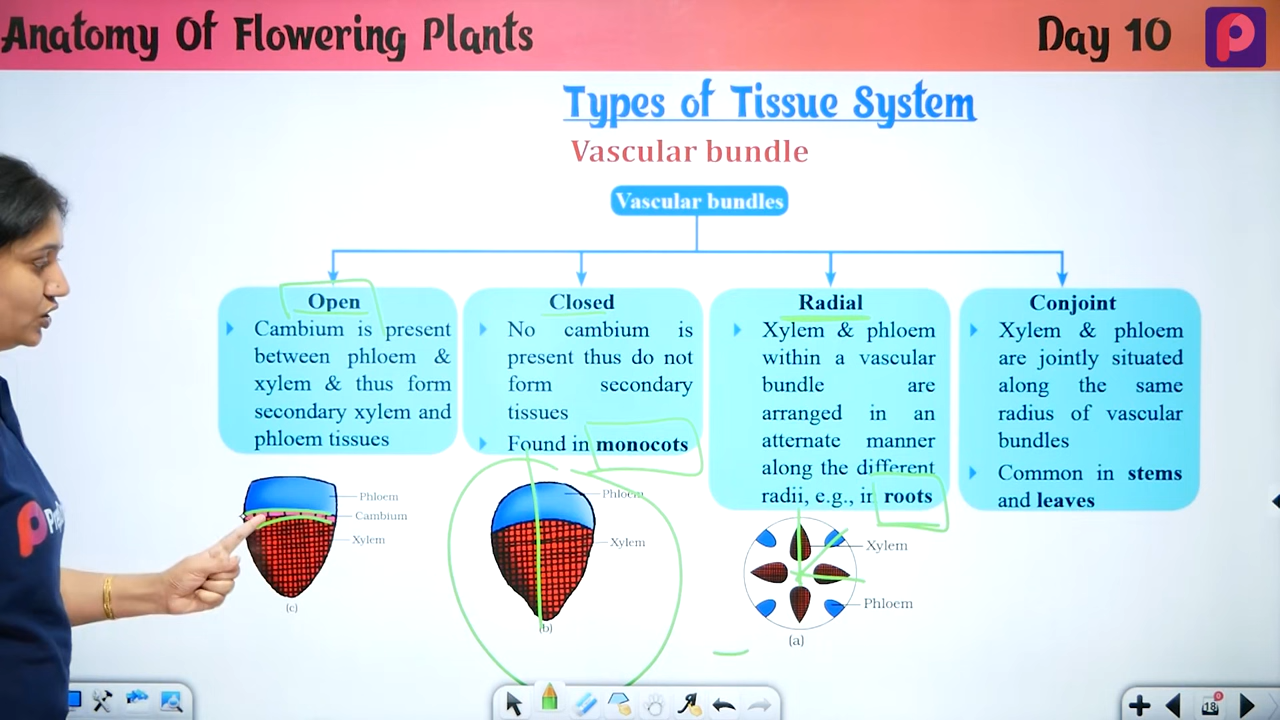 Anatomy Of Flowering Plants
Day 10
Types of Tissue System
Vascular bundle
Vascular bundles
Open
Cambium is present
between phloem &
xylem & thus form
secondary xylem and
phloem tissues
Closed
No cambium is
present thus do not
form secondary
tissues
Found in monocots
Radial
Xylem & phloem
within a vascular
bundle are
arranged in an
atternate manner
along the different
radii, e.g., in roots
Conjoint
Xylem & phloem
are jointly situated
along the same
radius of vascular
bundles
Common in stems
and leaves
Phloem
Cambium
Xylem
(c)
Phloem
Xylem
(b)
Xylem
Phloem
(a)
18